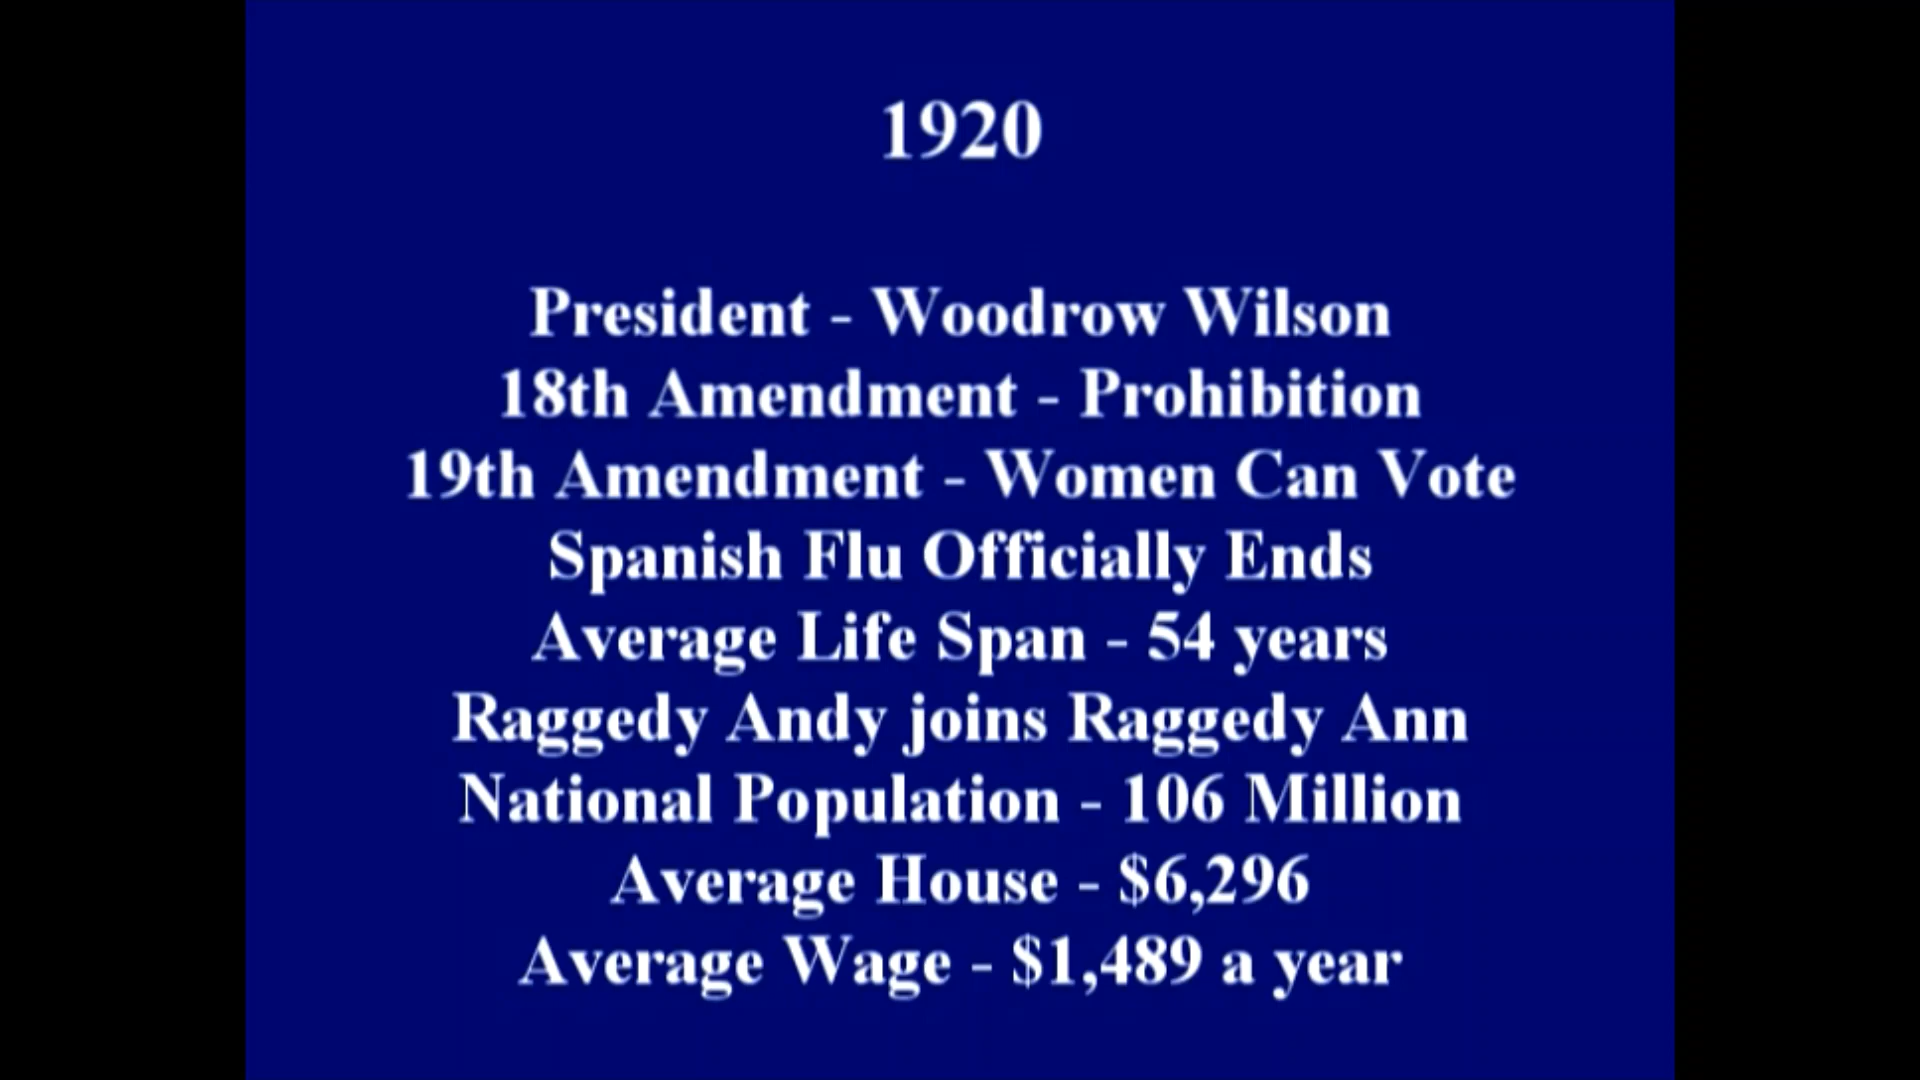 1920
President - Woodrow Wilson
18th Amendment - Prohibition
19th Amendment - Women Can Vote
Spanish Flu Officially Ends
Average Life Span - 54 years
Raggedy Andy joins Raggedy Ann
National Population - 106 Million
Average House - $6,296
Average Wage - $1,489 a year